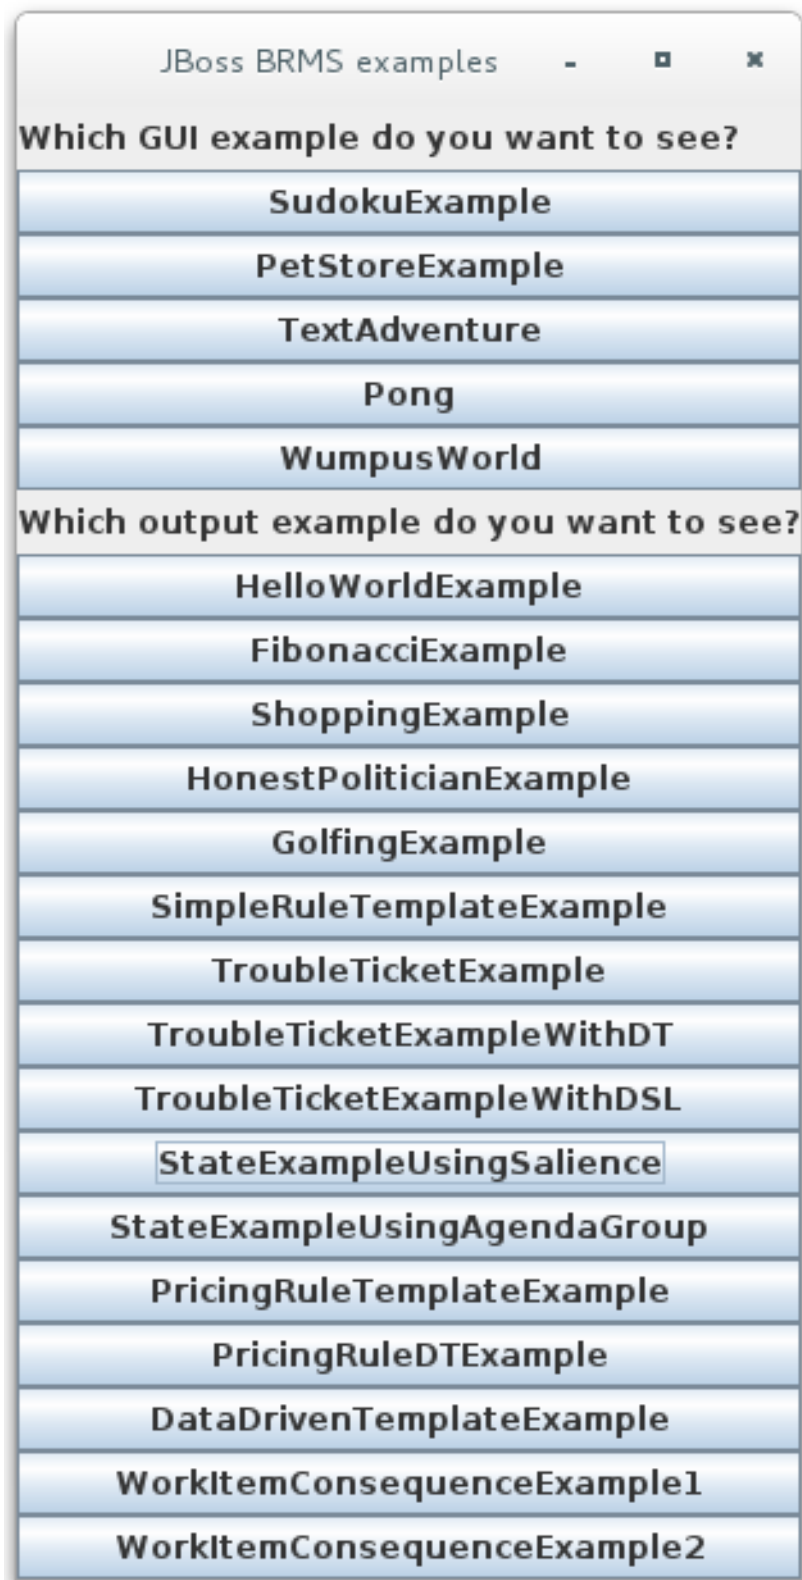 JBoss BRMS examples
Which GUI example do you want to see?
SudokuExample
PetStoreExample
TextAdventure
Pong
WumpusWorld
Which output example do you want to see?
HelloWorldExample
FibonacciExample
ShoppingExample
HonestPoliticianExample
GolfingExample
SimpleRuleTemplateExample
TroubleTicketExample
TroubleTicketExampleWithDT
TroubleTicketExampleWithDSL
StateExampleUsingSalience
StateExampleUsingAgendaGroup
PricingRuleTemplateExample
PricingRuleDTExample
DataDrivenTemplateExample
WorkItemConsequenceExample1
WorkItemConsequenceExample2